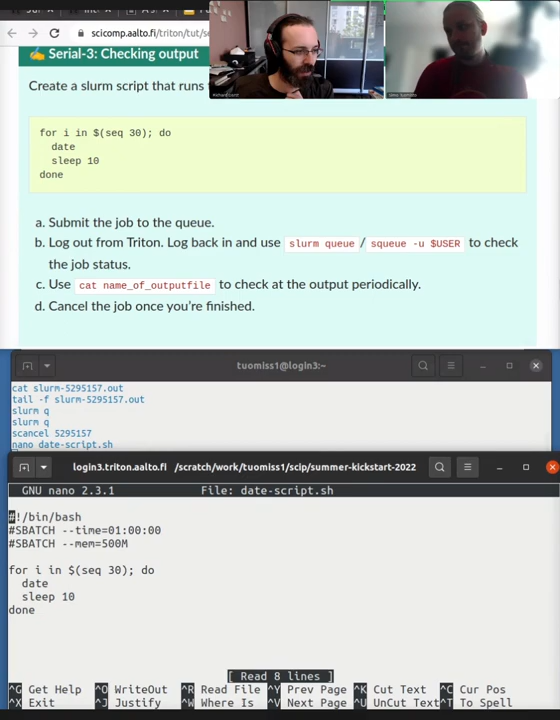 scicomp.aalto.fi/triton/tut/s
✍ Serial-3: Checking output
Create a slurm script that runs
for i in $(seq 30); do
date
sleep 10
done
a. Submit the job to the queue.
b. Log out from Triton. Log back in and use slurm queue / squeue -u $USER to check
the job status.
c. Use cat name_of_outputfile to check at the output periodically.
d. Cancel the job once you're finished.
tuomiss1@login3:~
cat slurm-5295157.out
tail -f slurm-5295157.out
slurm q
slurm q
scancel 5295157
nano date-script.sh
login3.triton.aalto.fi /scratch/work/tuomiss1/scip/summer-kickstart-2022
GNU nano 2.3.1 File: date-script.sh
#!/bin/bash
#SBATCH --time=01:00:00
#SBATCH --mem=500M
for i in $(seq 30); do
date
sleep 10
done
[ Read 8 lines ]
^G Get Help ^O WriteOut ^R Read File ^Y Prev Page ^K Cut Text ^C Cur Pos
^X Exit ^J Justify ^W Where Is ^V Next Page ^U UnCut Text ^T To Spell